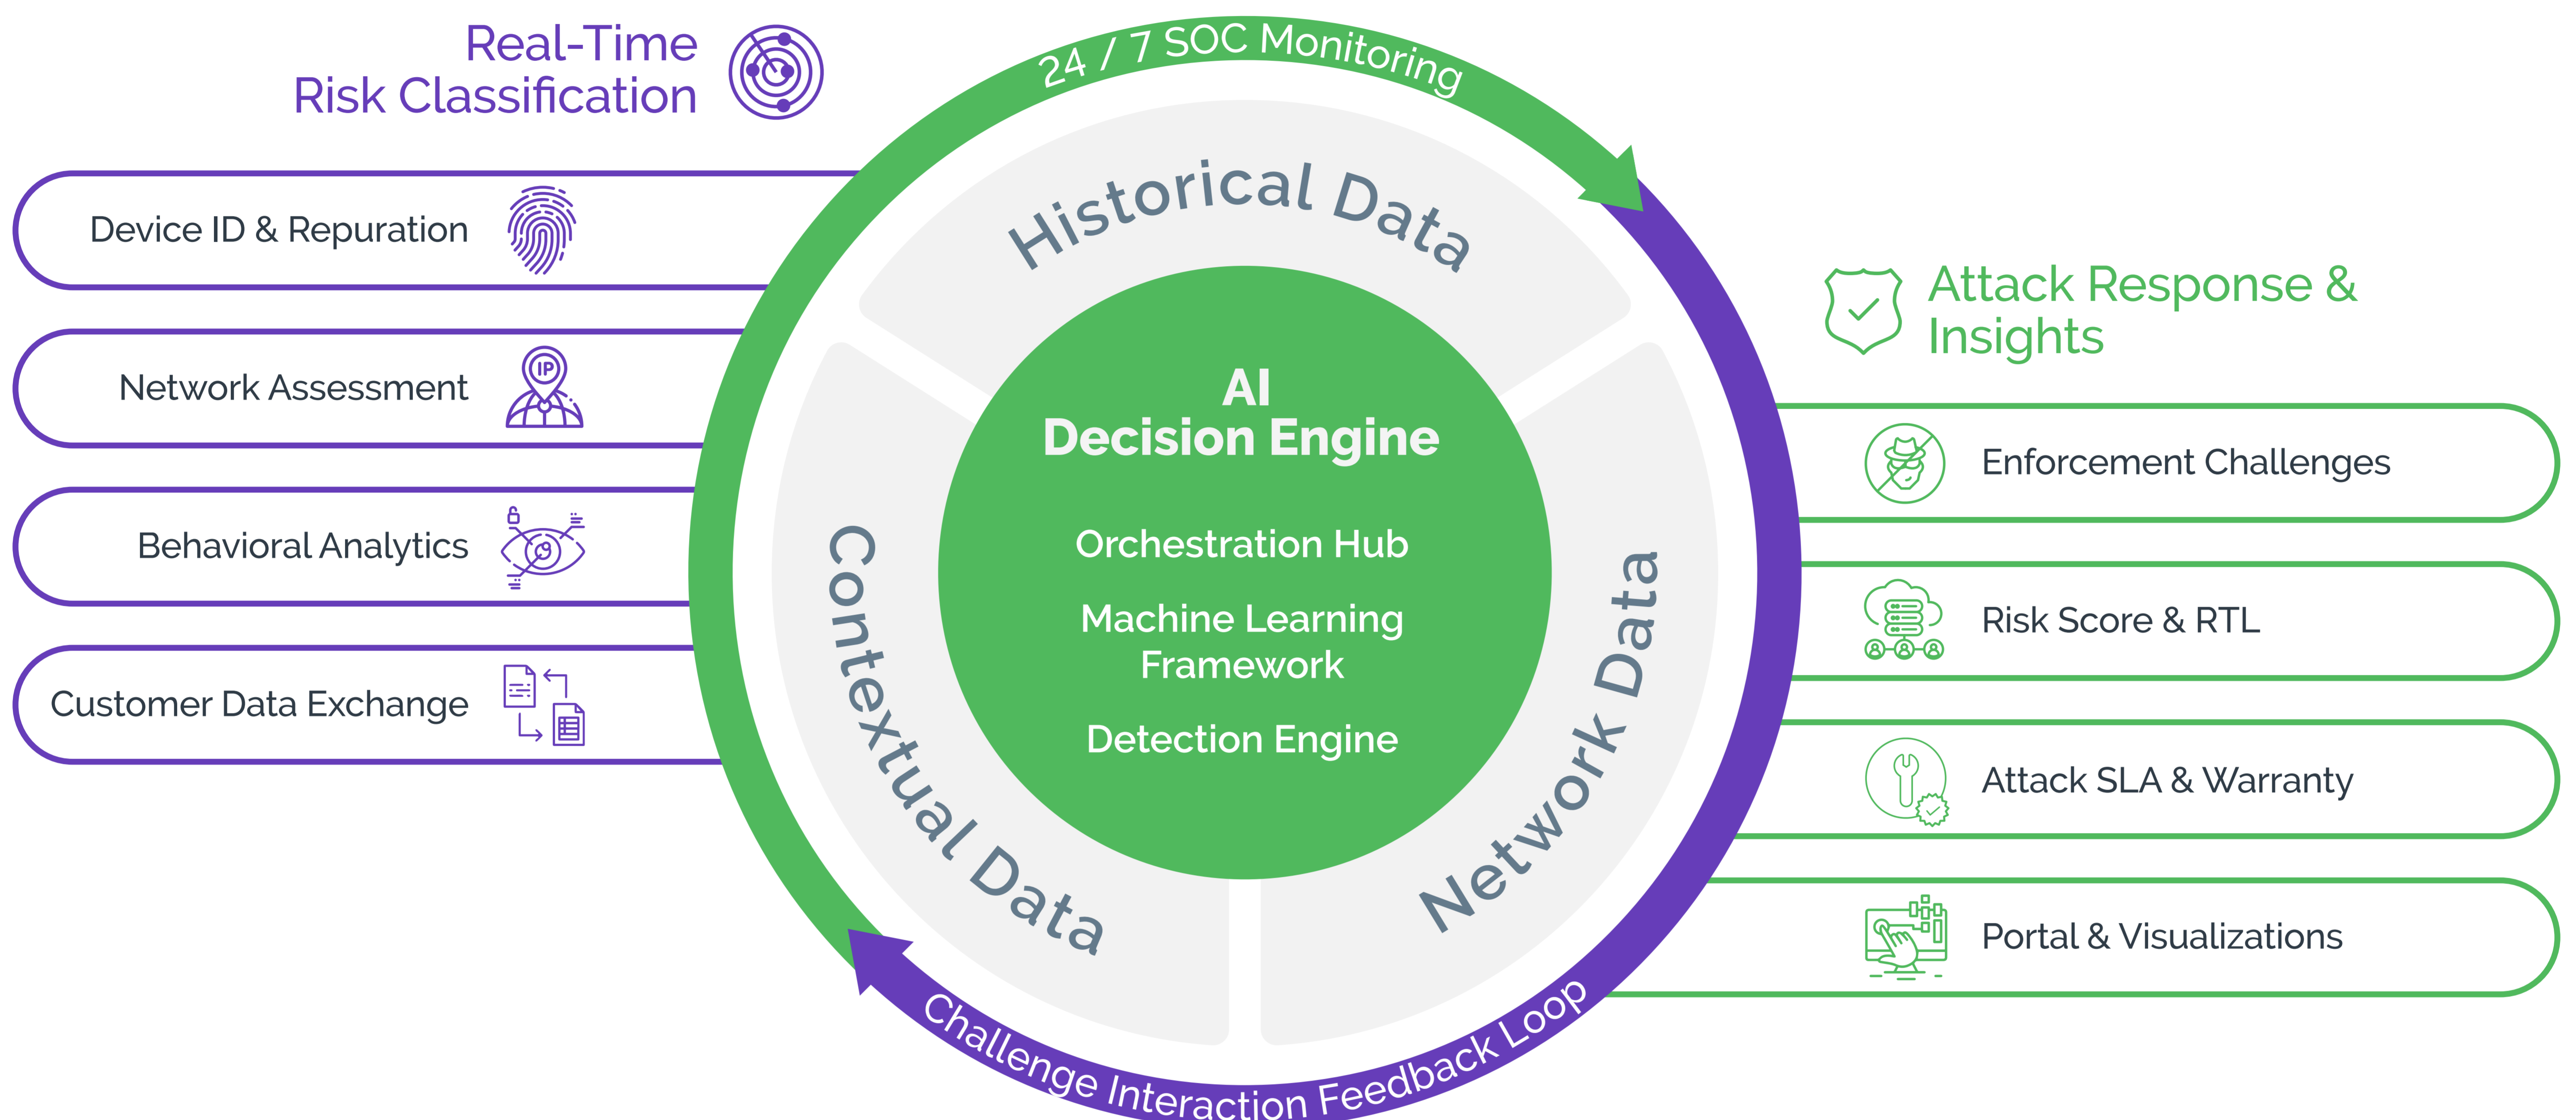 Real-Time
Risk Classification
Device ID & Repuration
Network Assessment
IP
Behavioral Analytics
Customer Data Exchange
24 / 7 SOC Monitoring
Historical Data
Contextual Data
Network Data
AI
Decision Engine
Orchestration Hub
Machine Learning
Framework
Detection Engine
Challenge Interaction Feedback Loop
Attack Response &
Insights
Enforcement Challenges
Risk Score & RTL
Attack SLA & Warranty
Portal & Visualizations